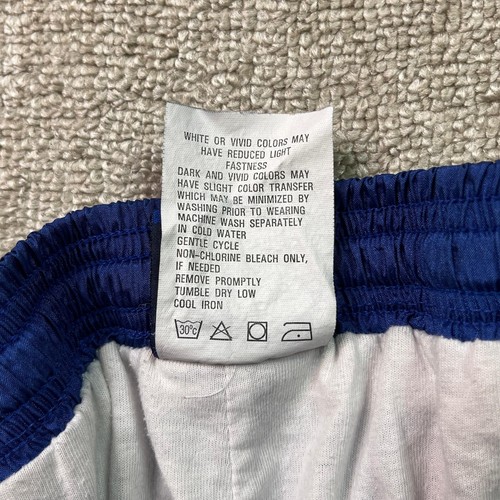 WHITE OR VIVID COLORS MAY
HAVE REDUCED LIGHT
FASTNESS
DARK AND VIVID COLORS MAY
HAVE SLIGHT COLOR TRANSFER
WHICH MAY BE MINIMIZED BY
WASHING PRIOR TO WEARING
MACHINE WASH SEPARATELY
IN COLD WATER
GENTLE CYCLE
NON-CHLORINE BLEACH ONLY,
IF NEEDED
REMOVE PROMPTLY
TUMBLE DRY LOW
COOL IRON
30°C